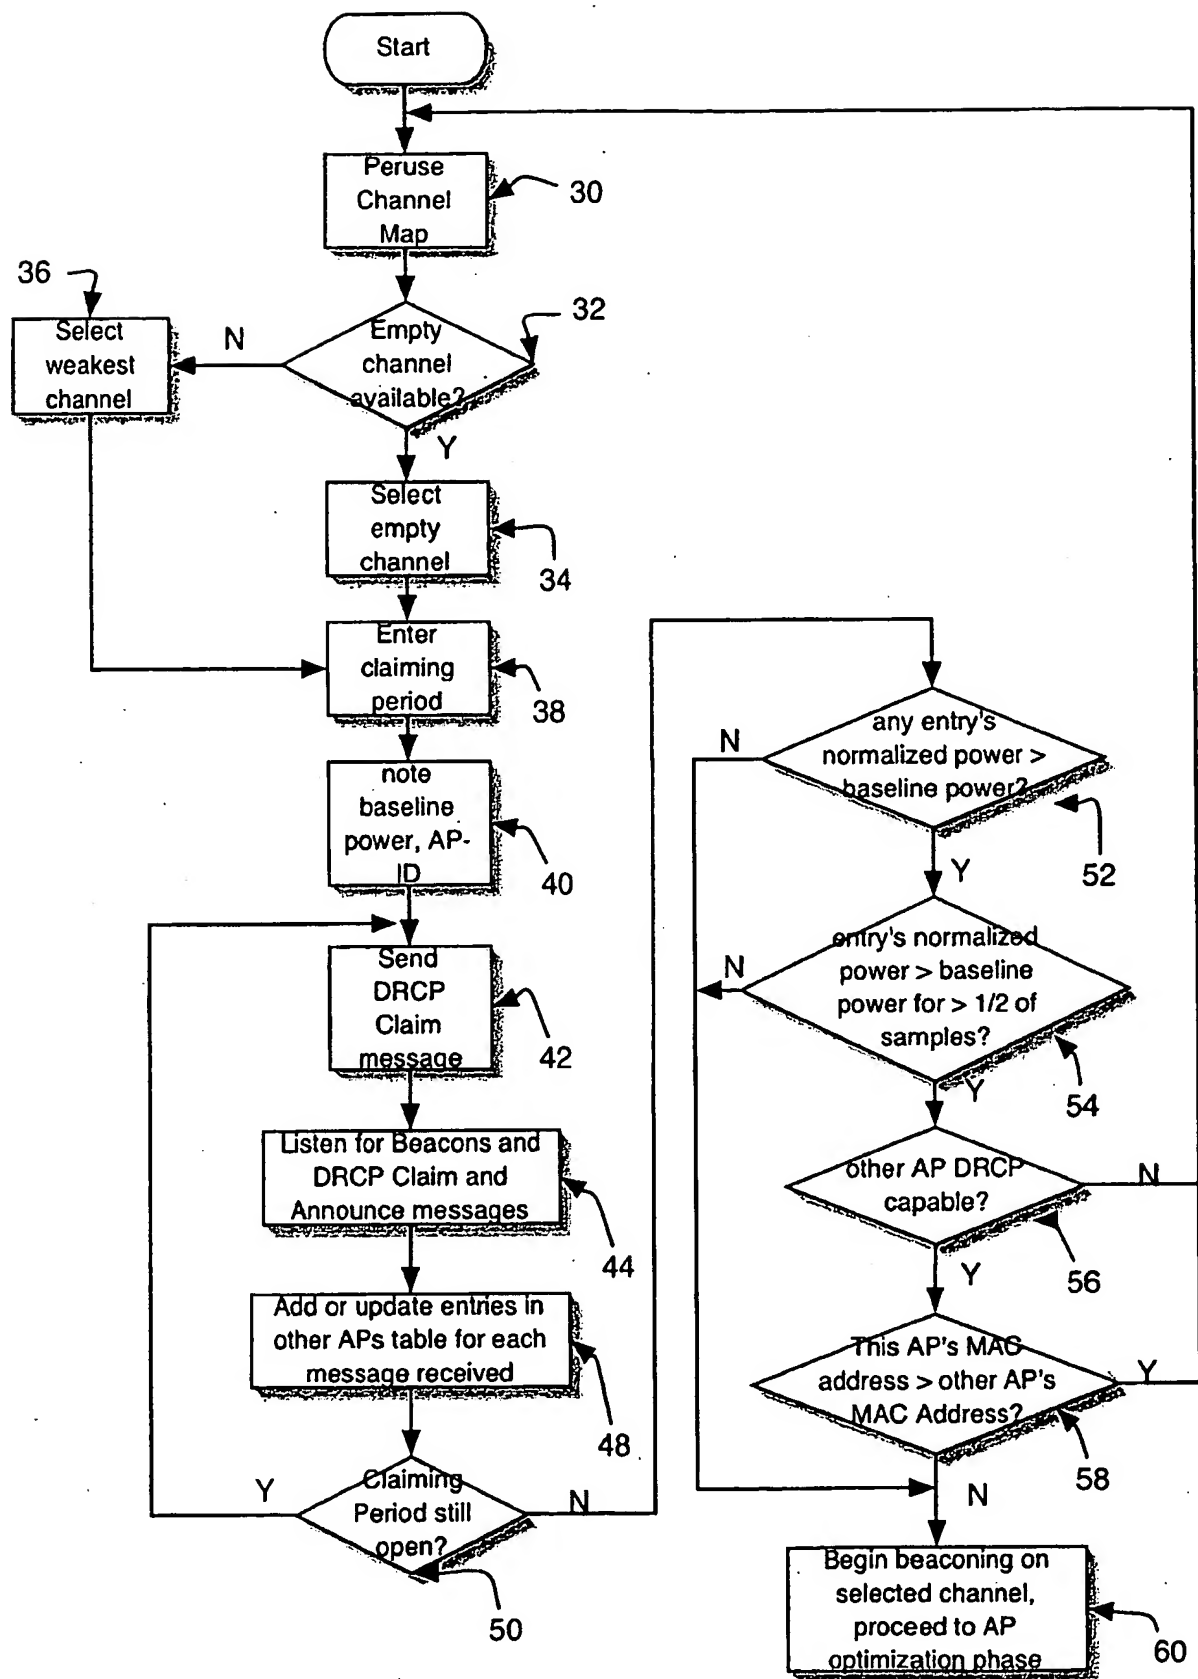 Start
Peruse
Channel
Map
30
36
32
Select
weakest
channel
N
Empty
channel
available?
Y
Select
empty
channel
34
Enter
claiming
period
38
note
baseline
power, AP-
ID
40
Send
DRCP
Claim
message
42
Listen for Beacons and
DRCP Claim and
Announce messages
44
Add or update entries in
other APs table for each
message received
48
Y
Claiming
Period still
open?
N
50
N
any entry's
normalized power >
baseline power?
52
Y
N
entry's normalized
power > baseline
power for > 1/2 of
samples?
54
Y
other AP DRCP
capable?
N
56
Y
This AP's MAC
address > other AP's
MAC Address?
Y
58
N
Begin beaconing on
selected channel,
proceed to AP
optimization phase
60